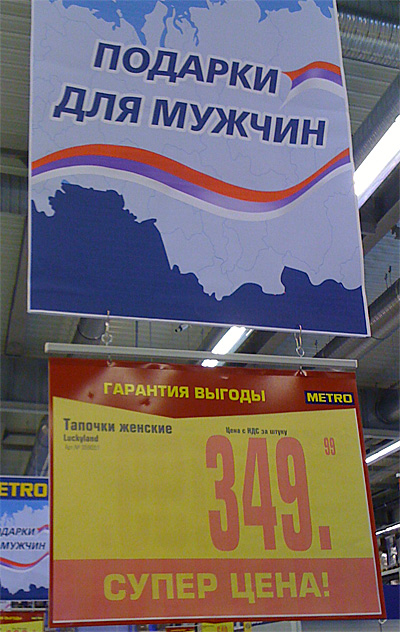 ПОДАРКИ
ДЛЯ МУЖЧИН
ГАРАНТИЯ ВЫГОДЫ
METRO
Тапочки женские
Цена с НДС за штуку
Luckyland
349.99
СУПЕР ЦЕНА!
METRO
ПОДАРКИ
МУЖЧИН